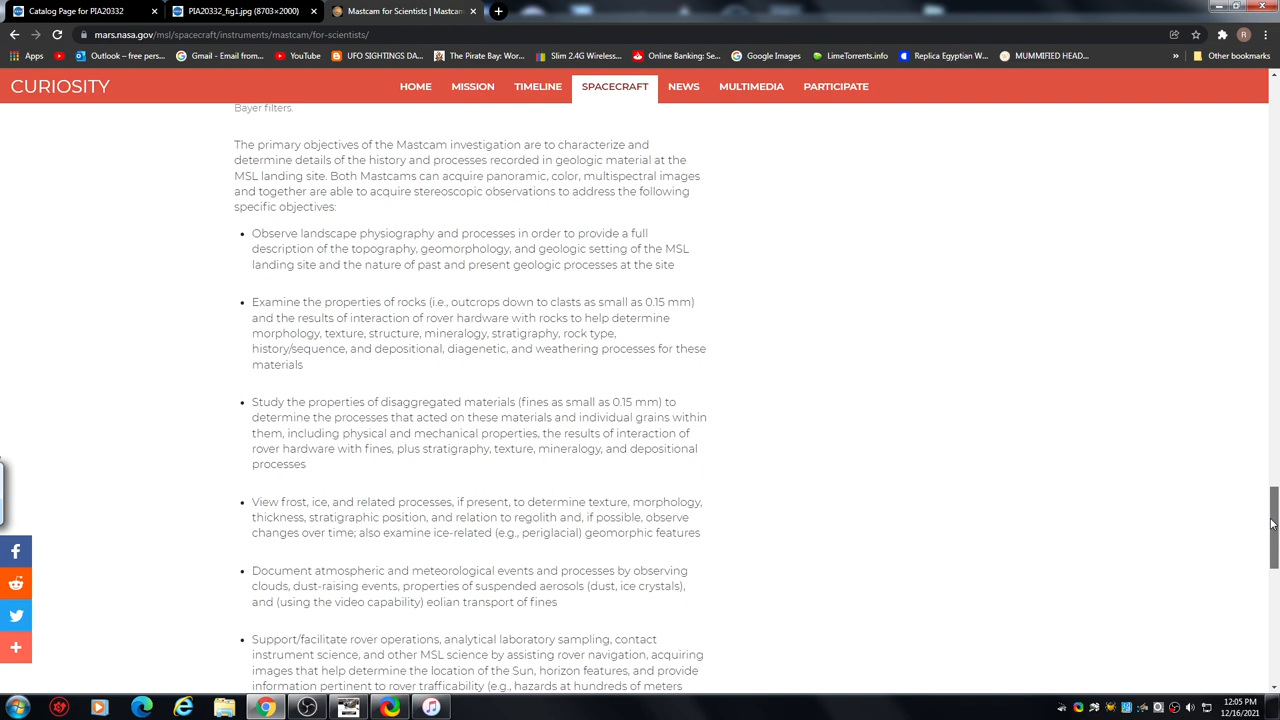 Catalog Page for PIA20332
PIA20332_fig1.jpg (8703×2000)
Mastcam for Scientists | Mastcam
mars.nasa.gov/msl/spacecraft/instruments/mastcam/for-scientists/
Apps
Outlook – free pers...
Gmail - Email from...
YouTube
UFO SIGHTINGS DA...
The Pirate Bay: Wor...
Slim 2.4G Wireless...
Online Banking: Se...
Google Images
LimeTorrents.info
Replica Egyptian W...
MUMMIFIED HEAD...
»
Other bookmarks
CURIOSITY
HOME
MISSION
TIMELINE
SPACECRAFT
NEWS
MULTIMEDIA
PARTICIPATE
Bayer filters.
The primary objectives of the Mastcam investigation are to characterize and
determine details of the history and processes recorded in geologic material at the
MSL landing site. Both Mastcams can acquire panoramic, color, multispectral images
and together are able to acquire stereoscopic observations to address the following
specific objectives:
• Observe landscape physiography and processes in order to provide a full
description of the topography, geomorphology, and geologic setting of the MSL
landing site and the nature of past and present geologic processes at the site
• Examine the properties of rocks (i.e., outcrops down to clasts as small as 0.15 mm)
and the results of interaction of rover hardware with rocks to help determine
morphology, texture, structure, mineralogy, stratigraphy, rock type,
history/sequence, and depositional, diagenetic, and weathering processes for these
materials
• Study the properties of disaggregated materials (fines as small as 0.15 mm) to
determine the processes that acted on these materials and individual grains within
them, including physical and mechanical properties, the results of interaction of
rover hardware with fines, plus stratigraphy, texture, mineralogy, and depositional
processes
• View frost, ice, and related processes, if present, to determine texture, morphology,
thickness, stratigraphic position, and relation to regolith and, if possible, observe
changes over time; also examine ice-related (e.g., periglacial) geomorphic features
• Document atmospheric and meteorological events and processes by observing
clouds, dust-raising events, properties of suspended aerosols (dust, ice crystals),
and (using the video capability) eolian transport of fines
• Support/facilitate rover operations, analytical laboratory sampling, contact
instrument science, and other MSL science by assisting rover navigation, acquiring
images that help determine the location of the Sun, horizon features, and provide
information pertinent to rover trafficability (e.g., hazards at hundreds of meters
12:05 PM
12/16/2021